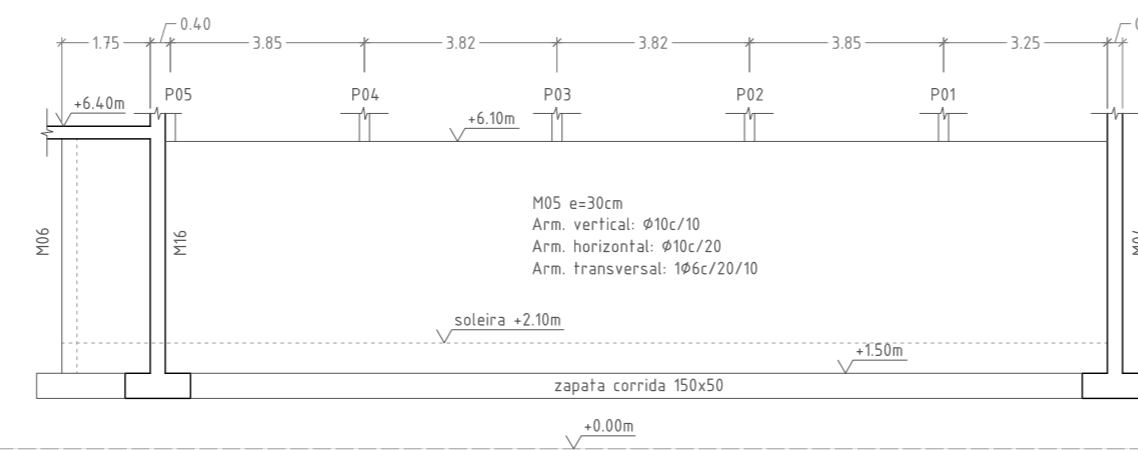 0.40
1.75 3.85 3.82 3.82 3.85 3.25
P05 P04 P03 P02 P01
+6.40m
+6.10m
M05 e=30cm
Arm. vertical: Ø10c/10
Arm. horizontal: Ø10c/20
Arm. transversal: 1Ø6c/20/10
M06
M16
soleira +2.10m
+1.50m
zapata corrida 150x50
+0.00m